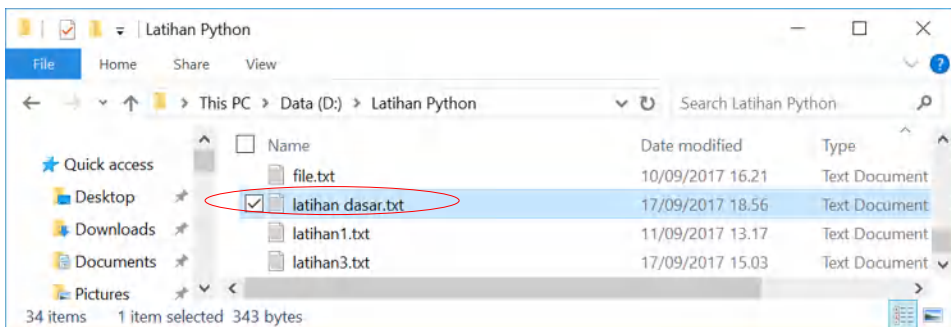 Latihan Python
File Home Share View
This PC > Data (D:) > Latihan Python Search Latihan Python
Name Date modified Type
Quick access
file.txt 10/09/2017 16.21 Text Document
Desktop latihan dasar.txt 17/09/2017 18.56 Text Document
Downloads latihan1.txt 11/09/2017 13.17 Text Document
Documents latihan3.txt 17/09/2017 15.03 Text Document
Pictures
34 items 1 item selected 343 bytes